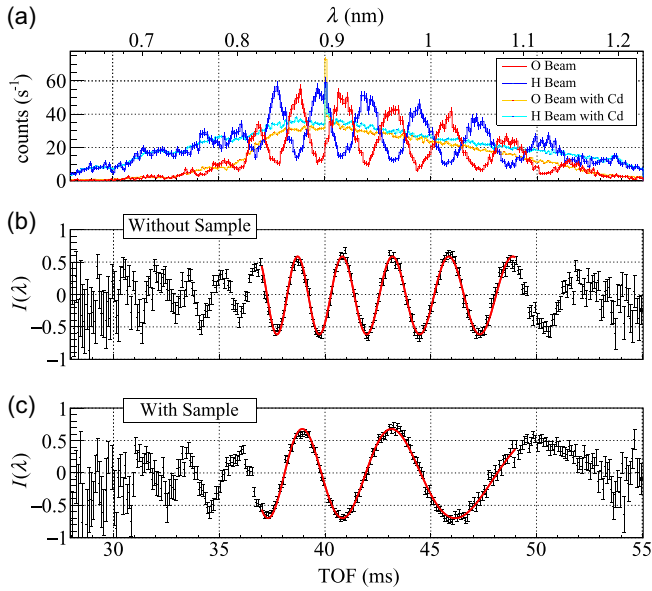 (a)
λ (nm)
0.7 0.8 0.9 1 1.1 1.2
counts (s⁻¹)
60
40
20
0
O Beam
H Beam
O Beam with Cd
H Beam with Cd
(b)
Without Sample
I(λ)
1
0.5
0
−0.5
−1
(c)
With Sample
I(λ)
1
0.5
0
−0.5
−1
30 35 40 45 50 55
TOF (ms)